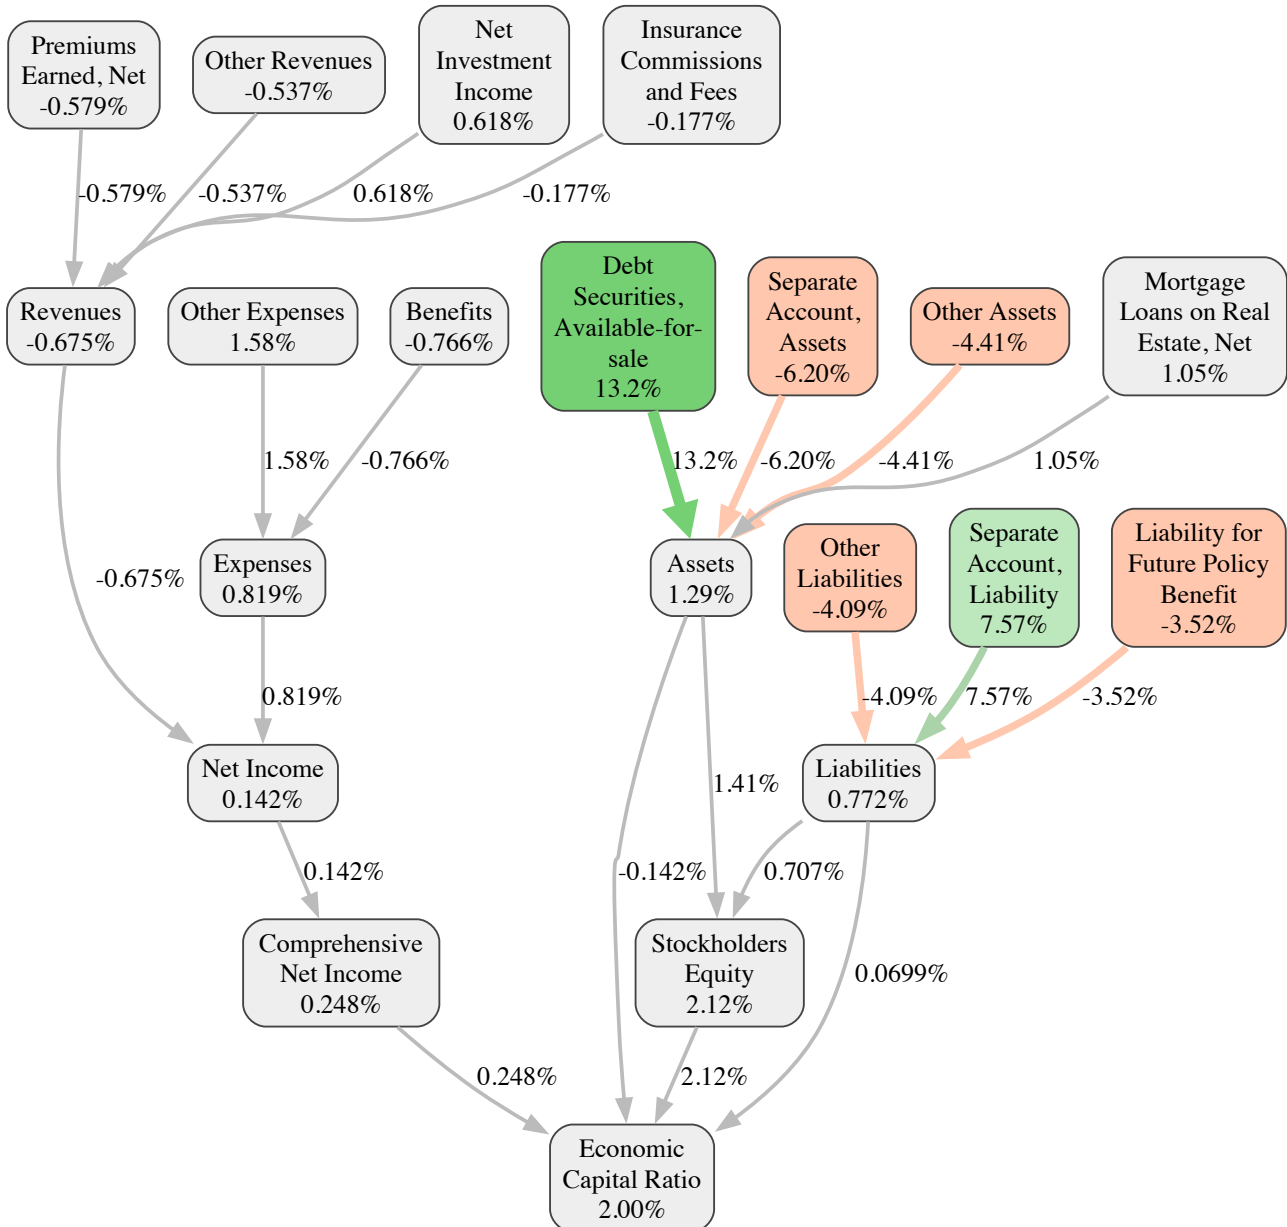 Premiums
Earned, Net
-0.579%
Other Revenues
-0.537%
Net
Investment
Income
0.618%
Insurance
Commissions
and Fees
-0.177%
-0.579%
-0.537%
0.618%
-0.177%
Revenues
-0.675%
Other Expenses
1.58%
Benefits
-0.766%
Debt
Securities,
Available-for-
sale
13.2%
Separate
Account,
Assets
-6.20%
Other Assets
-4.41%
Mortgage
Loans on Real
Estate, Net
1.05%
1.58%
-0.766%
13.2%
-6.20%
-4.41%
1.05%
-0.675%
Expenses
0.819%
Assets
1.29%
Other
Liabilities
-4.09%
Separate
Account,
Liability
7.57%
Liability for
Future Policy
Benefit
-3.52%
0.819%
-4.09%
7.57%
-3.52%
Net Income
0.142%
1.41%
Liabilities
0.772%
0.142%
-0.142%
0.707%
Comprehensive
Net Income
0.248%
Stockholders
Equity
2.12%
0.0699%
0.248%
2.12%
Economic
Capital Ratio
2.00%